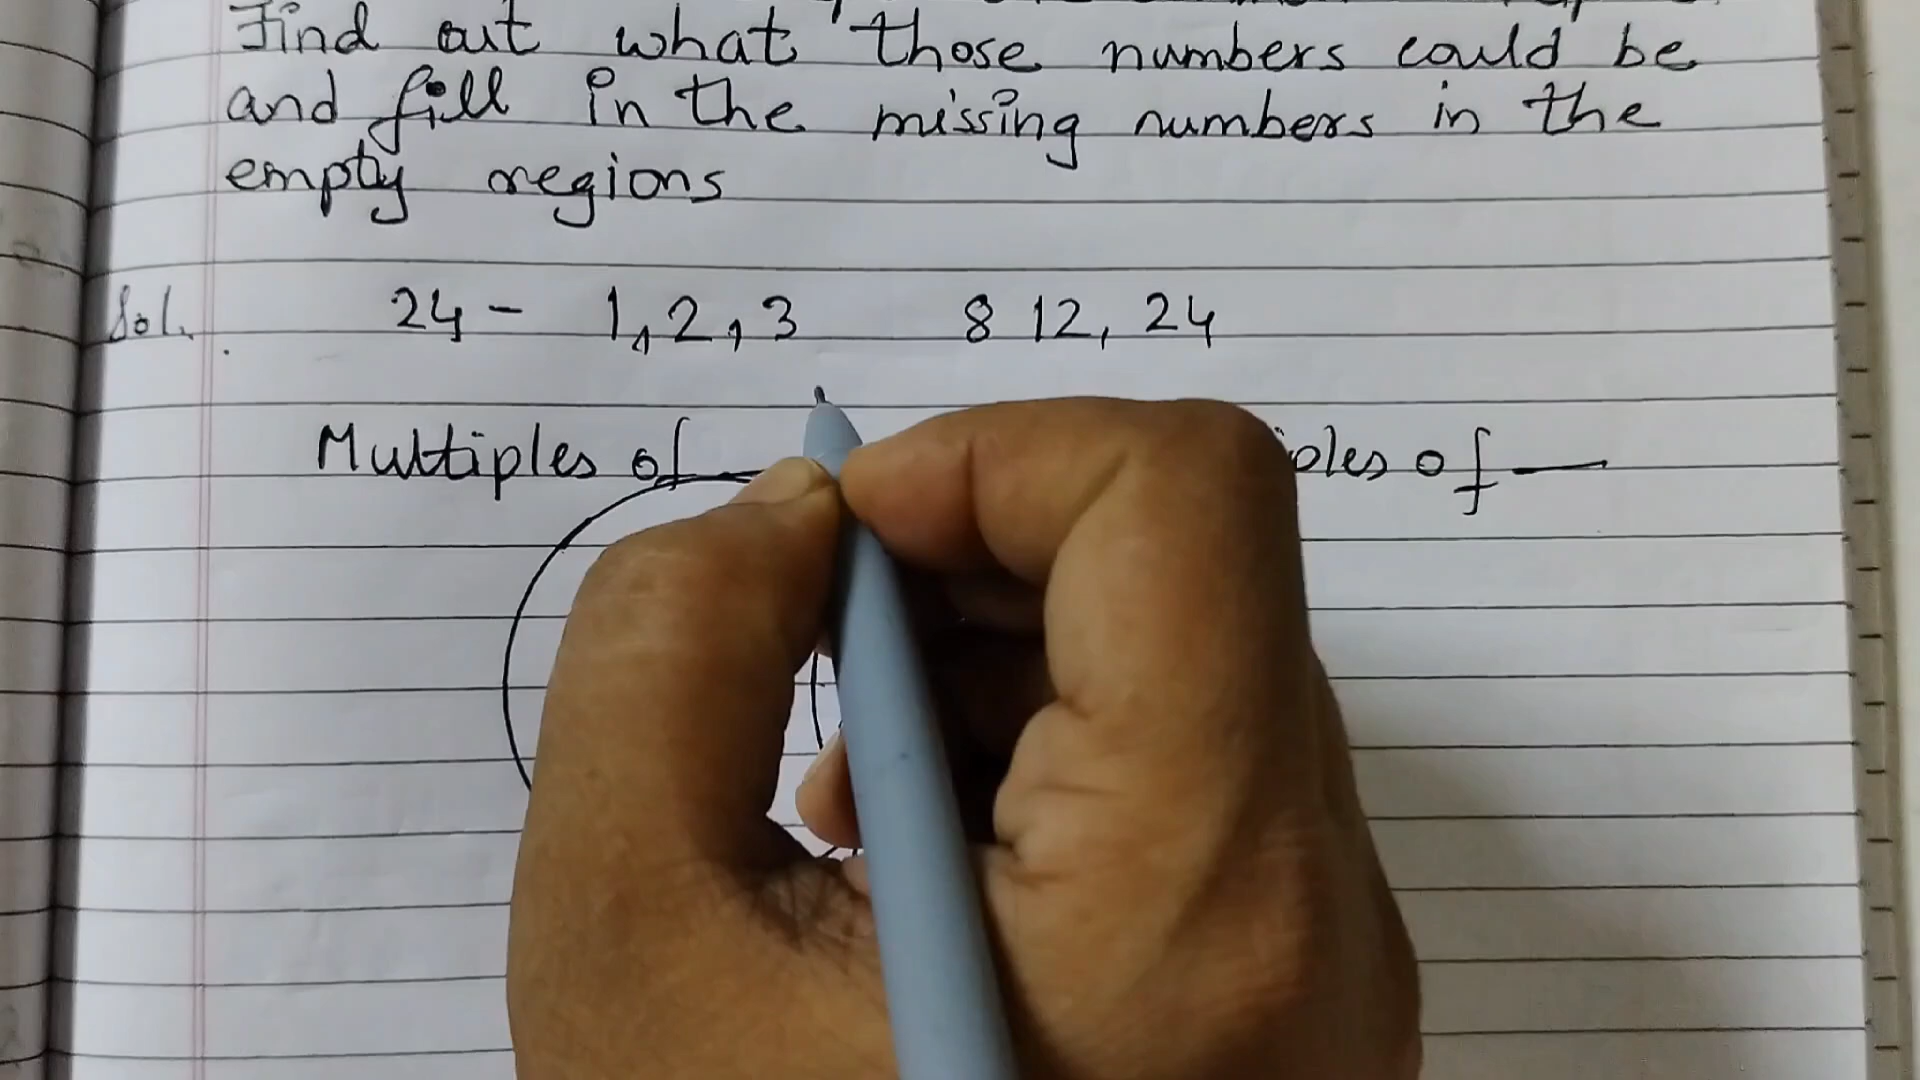 Find out what those numbers could be
and fill in the missing numbers in the
empty regions
Sol.
24 - 1, 2, 3 8 12, 24
Multiples of — ples of —